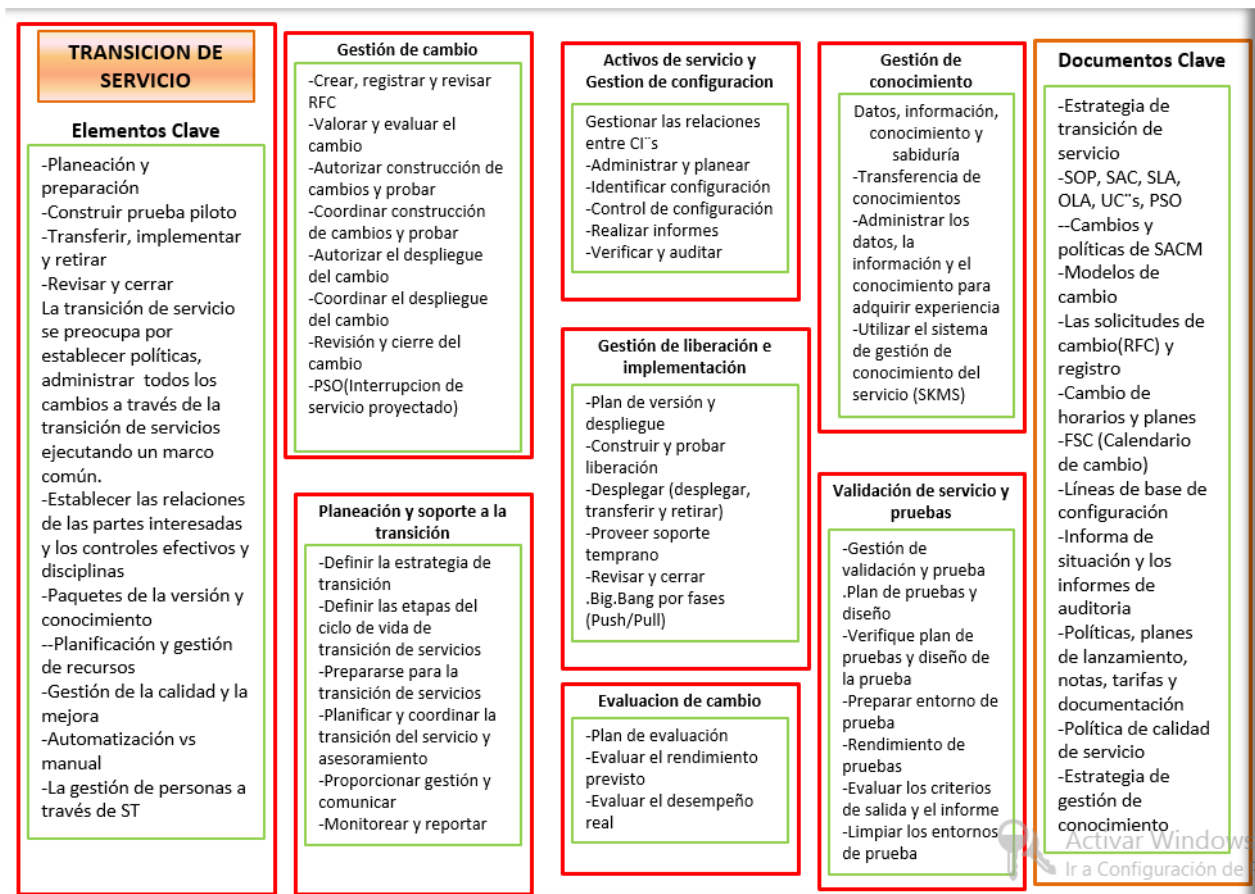 TRANSICION DE
SERVICIO
Elementos Clave
-Planeación y
preparación
-Construir prueba piloto
-Transferir, implementar
y retirar
-Revisar y cerrar
La transición de servicio
se preocupa por
establecer políticas,
administrar todos los
cambios a través de la
transición de servicios
ejecutando un marco
común.
-Establecer las relaciones
de las partes interesadas
y los controles efectivos y
disciplinas
-Paquetes de la versión y
conocimiento
--Planificación y gestión
de recursos
-Gestión de la calidad y la
mejora
-Automatización vs
manual
-La gestión de personas a
través de ST
Gestión de cambio
-Crear, registrar y revisar
RFC
-Valorar y evaluar el
cambio
-Autorizar construcción de
cambios y probar
-Coordinar construcción
de cambios y probar
-Autorizar el despliegue
del cambio
-Coordinar el despliegue
del cambio
-Revisión y cierre del
cambio
-PSO(Interrupcion de
servicio proyectado)
Planeación y soporte a la
transición
-Definir la estrategia de
transición
-Definir las etapas del
ciclo de vida de
transición de servicios
-Prepararse para la
transición de servicios
-Planificar y coordinar la
transición del servicio y
asesoramiento
-Proporcionar gestión y
comunicar
-Monitorear y reportar
Activos de servicio y
Gestion de configuracion
Gestionar las relaciones
entre CI¨s
-Administrar y planear
-Identificar configuración
-Control de configuración
-Realizar informes
-Verificar y auditar
Gestión de liberación e
implementación
-Plan de versión y
despliegue
-Construir y probar
liberación
-Desplegar (desplegar,
transferir y retirar)
-Proveer soporte
temprano
-Revisar y cerrar
.Big.Bang por fases
(Push/Pull)
Evaluacion de cambio
-Plan de evaluación
-Evaluar el rendimiento
previsto
-Evaluar el desempeño
real
Gestión de
conocimiento
Datos, información,
conocimiento y
sabiduría
-Transferencia de
conocimientos
-Administrar los
datos, la
información y el
conocimiento para
adquirir experiencia
-Utilizar el sistema
de gestión de
conocimiento del
servicio (SKMS)
Validación de servicio y
pruebas
-Gestión de
validación y prueba
.Plan de pruebas y
diseño
-Verifique plan de
pruebas y diseño de
la prueba
-Preparar entorno de
prueba
-Rendimiento de
pruebas
-Evaluar los criterios
de salida y el informe
-Limpiar los entornos
de prueba
Documentos Clave
-Estrategia de
transición de
servicio
-SOP, SAC, SLA,
OLA, UC¨s, PSO
--Cambios y
políticas de SACM
-Modelos de
cambio
-Las solicitudes de
cambio(RFC) y
registro
-Cambio de
horarios y planes
-FSC (Calendario
de cambio)
-Líneas de base de
configuración
-Informa de
situación y los
informes de
auditoria
-Políticas, planes
de lanzamiento,
notas, tarifas y
documentación
-Política de calidad
de servicio
-Estrategia de
gestión de
conocimiento
Activar Windows
Ir a Configuración de